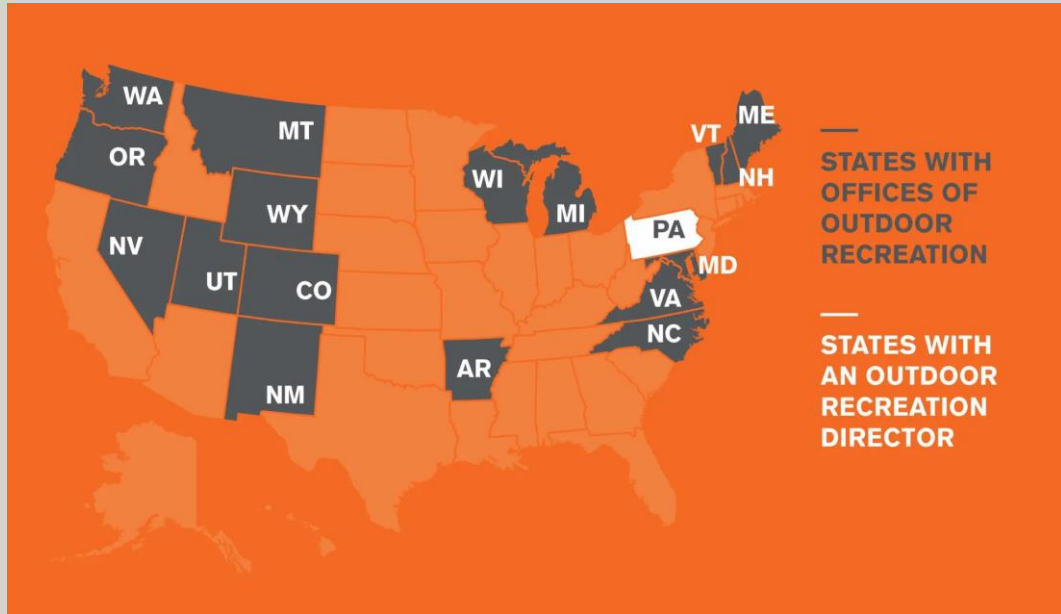 WA
MT
OR
WY
NV
UT
CO
NM
AR
WI
MI
VT
ME
NH
PA
MD
VA
NC
STATES WITH
OFFICES OF
OUTDOOR
RECREATION
STATES WITH
AN OUTDOOR
RECREATION
DIRECTOR